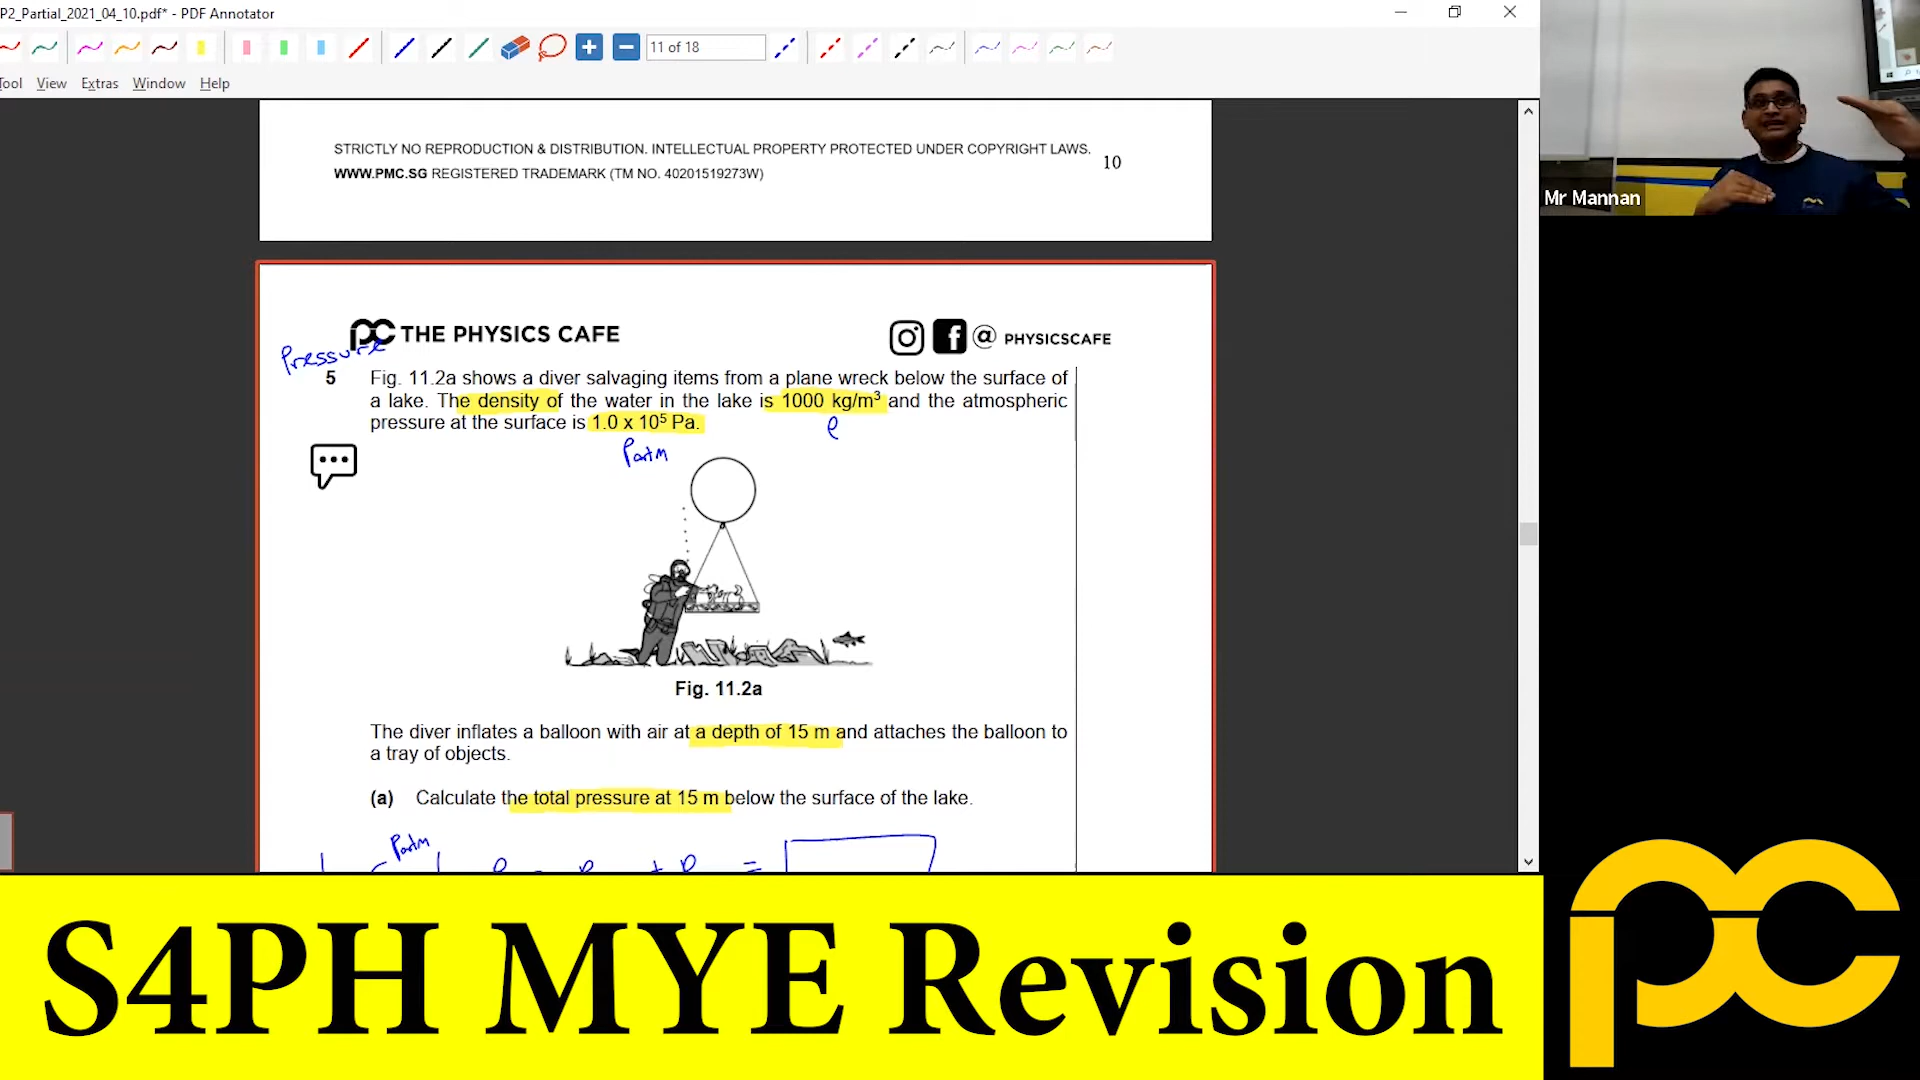 P2_Partial_2021_04_10.pdf* - PDF Annotator
11 of 18
Tool View Extras Window Help
STRICTLY NO REPRODUCTION & DISTRIBUTION. INTELLECTUAL PROPERTY PROTECTED UNDER COPYRIGHT LAWS.
10
WWW.PMC.SG REGISTERED TRADEMARK (TM NO. 40201519273W)
Mr Mannan
pc THE PHYSICS CAFE
@ PHYSICSCAFE
Pressure
5 Fig. 11.2a shows a diver salvaging items from a plane wreck below the surface of
a lake. The density of the water in the lake is 1000 kg/m³ and the atmospheric
pressure at the surface is 1.0 x 10⁵ Pa.
ρ
Patm
Fig. 11.2a
The diver inflates a balloon with air at a depth of 15 m and attaches the balloon to
a tray of objects.
(a) Calculate the total pressure at 15 m below the surface of the lake.
Patm
S4PH MYE Revision
pc